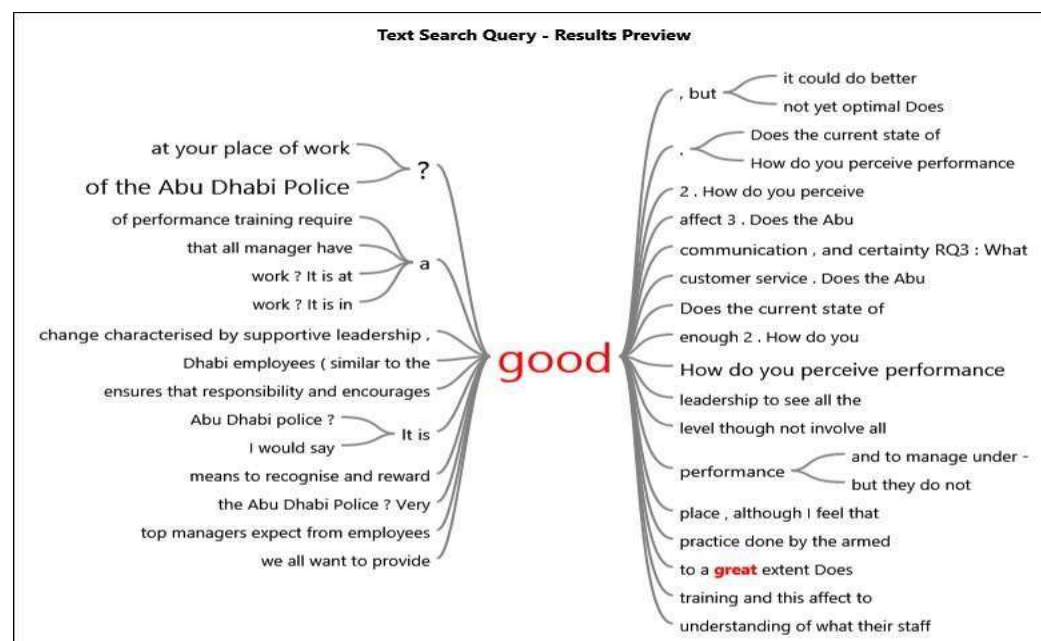 Text Search Query - Results Preview
at your place of work
of the Abu Dhabi Police
?
of performance training require
that all manager have
work ? It is at
work ? It is in
a
change characterised by supportive leadership .
Dhabi employees ( similar to the
ensures that responsibility and encourages
Abu Dhabi police ?
I would say
It is
means to recognise and reward
the Abu Dhabi Police ? Very
top managers expect from employees
we all want to provide
good
, but
it could do better
not yet optimal Does
.
Does the current state of
How do you perceive performance
2 . How do you perceive
affect 3 . Does the Abu
communication , and certainty RQ3 : What
customer service . Does the Abu
Does the current state of
enough 2 . How do you
How do you perceive performance
leadership to see all the
level though not involve all
performance
and to manage under -
but they do not
place , although I feel that
practice done by the armed
to a great extent Does
training and this affect to
understanding of what their staff